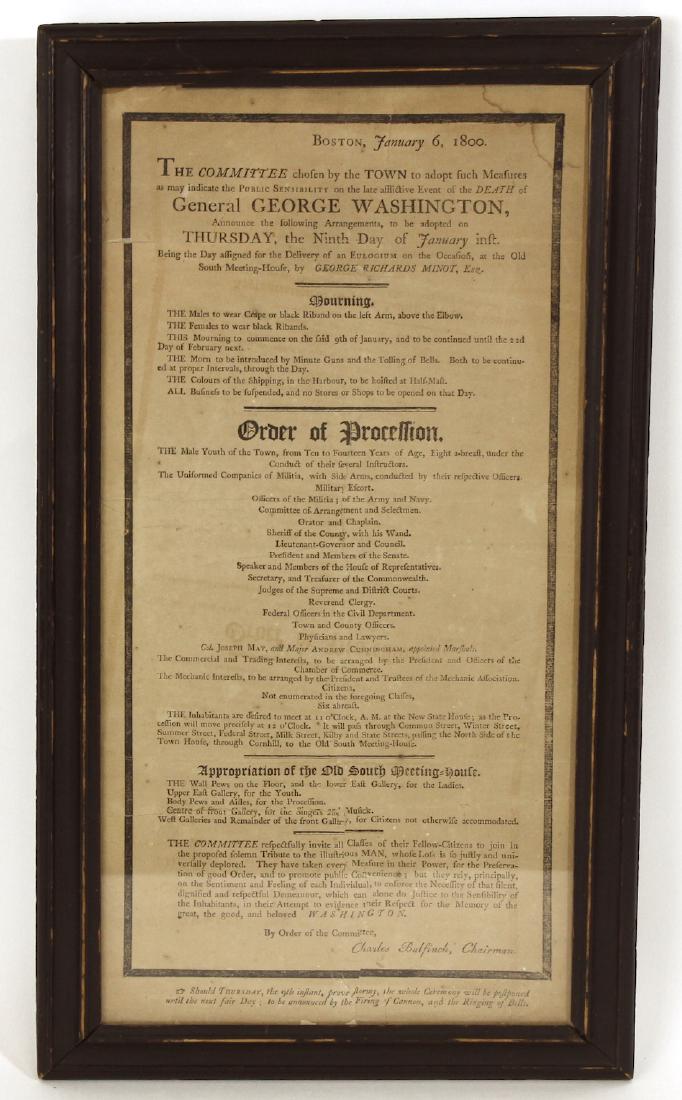 BOSTON, January 6, 1800.
THE COMMITTEE choſen by the TOWN to adopt ſuch Meaſures
as may indicate the PUBLIC SENSIBILITY on the late afflictive Event of the DEATH of
General GEORGE WASHINGTON,
Announce the following Arrangements, to be adopted on
THURSDAY, the Ninth Day of January inſt.
Being the Day aſſigned for the Delivery of an EULOGIUM on the Occaſion, at the Old
South Meeting-Houſe, by GEORGE RICHARDS MINOT, Eſq.
Mourning.
THE Males to wear Crape or black Riband on the left Arm, above the Elbow.
THE Females to wear black Ribands.
THIS Mourning to commence on the ſaid 9th of January, and to be continued until the 22d
Day of February next.
THE Morn to be introduced by Minute Guns and the Tolling of Bells. Both to be continu-
ed at proper Intervals, through the Day.
THE Colours of the Shipping, in the Harbour, to be hoiſted at Half-Maſt.
ALL Buſineſs to be ſuſpended, and no Stores or Shops to be opened on that Day.
Order of Proceſſion.
THE Male Youth of the Town, from Ten to Fourteen Years of Age, Eight abreaſt, under the
Conduct of their ſeveral Inſtructors.
The Uniformed Companies of Militia, with Side Arms, conducted by their reſpective Officers.
Military Eſcort.
Officers of the Militia; of the Army and Navy.
Committee of Arrangement and Selectmen.
Orator and Chaplain.
Sheriff of the County, with his Wand.
Lieutenant-Governor and Council.
Preſident and Members of the Senate.
Speaker and Members of the Houſe of Repreſentatives.
Secretary, and Treaſurer of the Commonwealth.
Judges of the Supreme and Diſtrict Courts.
Reverend Clergy.
Federal Officers in the Civil Department.
Town and County Officers.
Phyſicians and Lawyers.
Col. JOSEPH MAY, and Major ANDREW CUNNINGHAM, appointed Marſhals.
The Commercial and Trading Intereſts, to be arranged by the Preſident and Officers of the
Chamber of Commerce.
The Mechanic Intereſts, to be arranged by the Preſident and Truſtees of the Mechanic Aſſociation.
Citizens,
Not enumerated in the foregoing Claſſes,
Six abreaſt.
THE Inhabitants are deſired to meet at 11 o'Clock, A. M. at the New State Houſe; as the Pro-
ceſſion will move preciſely at 12 o'Clock. It will paſs through Common Street, Winter Street,
Summer Street, Federal Street, Milk Street, Kilby and State Streets, paſſing the North Side of the
Town Houſe, through Cornhill, to the Old South Meeting-Houſe.
Appropriation of the Old South Meeting-houſe.
THE Wall Pews on the Floor, and the lower Eaſt Gallery, for the Ladies.
Upper Eaſt Gallery, for the Youth.
Body Pews and Aiſles, for the Proceſſion.
Centre of front Gallery, for the Singers and Muſick.
Weſt Galleries and Remainder of the front Gallery, for Citizens not otherwiſe accommodated.
THE COMMITTEE reſpectfully invite all Claſſes of their Fellow-Citizens to join in
the propoſed ſolemn Tribute to the illuſtrious MAN, whoſe Loſs is ſo juſtly and uni-
verſally deplored. They have taken every Meaſure in their Power, for the Preſerva-
tion of good Order, and to promote public Convenience; but they rely, principally,
on the Sentiment and Feeling of each Individual, to enforce the Neceſſity of that ſilent,
dignified and reſpectful Demeanour, which can alone do Juſtice to the Senſibility of
the Inhabitants, in their Attempt to evidence their Reſpect for the Memory of the
great, the good, and beloved WASHINGTON.
By Order of the Committee,
Charles Bulfinch, Chairman.
☞ Should THURSDAY, the 9th inſtant, prove ſtormy, the whole Ceremony will be poſtponed
until the next fair Day; to be announced by the Firing of Cannon, and the Ringing of Bells.